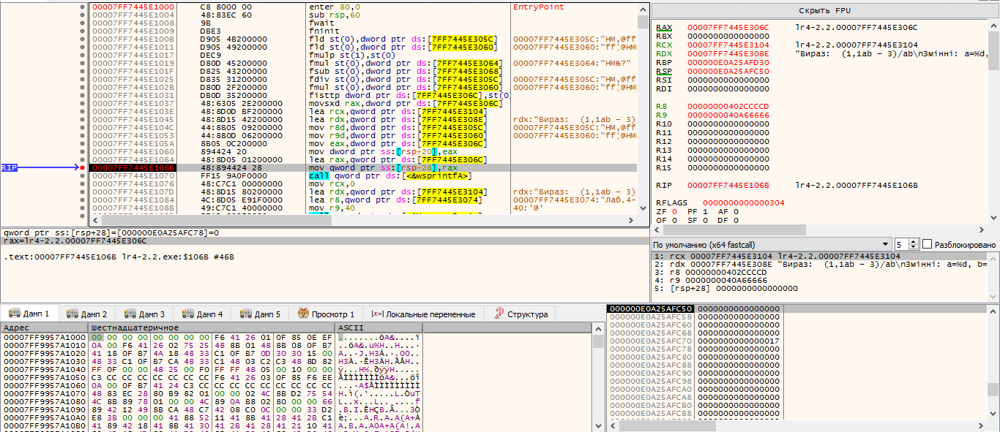 00007FF7445E1000 C8 8000 00 enter 80,0 EntryPoint
00007FF7445E1004 48:83EC 60 sub rsp,60
00007FF7445E1008 9B fwait
00007FF7445E1009 DBE3 fninit
00007FF7445E100B D905 4B200000 fld st(0),dword ptr ds:[7FF7445E305C] 00007FF7445E305C:"HM,@ff
00007FF7445E1011 D905 49200000 fld st(0),dword ptr ds:[7FF7445E3060] 00007FF7445E3060:"ff¦@HM
00007FF7445E1017 DEC9 fmulp st(1),st(0)
00007FF7445E1019 D80D 45200000 fmul st(0),dword ptr ds:[7FF7445E3064] 00007FF7445E3064:"HMЊ?"
00007FF7445E101F D825 43200000 fsub st(0),dword ptr ds:[7FF7445E3068]
00007FF7445E1025 D835 31200000 fdiv st(0),dword ptr ds:[7FF7445E305C] 00007FF7445E305C:"HM,@ff
00007FF7445E102B D80D 2F200000 fmul st(0),dword ptr ds:[7FF7445E3060] 00007FF7445E3060:"ff¦@HM
00007FF7445E1031 DB0D 35200000 fisttp dword ptr ds:[7FF7445E306C],st(0)
00007FF7445E1037 48:6305 2E200000 movsxd rax,dword ptr ds:[7FF7445E306C]
00007FF7445E103E 48:8D0D BF200000 lea rcx,qword ptr ds:[7FF7445E3104]
00007FF7445E1045 48:8D15 42200000 lea rdx,qword ptr ds:[7FF7445E308E] rdx:"Вираз: (1,1ab – 3)
00007FF7445E104C 44:8B05 09200000 mov r8d,dword ptr ds:[7FF7445E305C] 00007FF7445E305C:"HM,@ff
00007FF7445E1053 44:8B0D 06200000 mov r9d,dword ptr ds:[7FF7445E3060] 00007FF7445E3060:"ff¦@HM
00007FF7445E105A 8B05 0C200000 mov eax,dword ptr ds:[7FF7445E306C]
00007FF7445E1060 894424 20 mov dword ptr ss:[rsp+20],eax
00007FF7445E1064 48:8D05 01200000 lea rax,qword ptr ds:[7FF7445E306C]
RIP 00007FF7445E106B 48:894424 28 mov qword ptr ss:[rsp+28],rax
00007FF7445E1070 FF15 9A0F0000 call qword ptr ds:[<&wsprintfA>]
00007FF7445E1076 48:C7C1 00000000 mov rcx,0
00007FF7445E107D 48:8D15 80200000 lea rdx,qword ptr ds:[7FF7445E3104] rdx:"Вираз: (1,1ab – 3)
00007FF7445E1084 4C:8D05 E91F0000 lea r8,qword ptr ds:[7FF7445E3074] 00007FF7445E3074:"Лаб.4-
00007FF7445E108B 49:C7C1 40000000 mov r9,40 40:'@'
qword ptr ss:[rsp+28]=[000000E0A25AFC78]=0
rax=lr4-2.2.00007FF7445E306C
.text:00007FF7445E106B lr4-2.2.exe:$106B #46B
Скрыть FPU
RAX 00007FF7445E306C lr4-2.2.00007FF7445E306C
RBX 0000000000000000
RCX 00007FF7445E3104 lr4-2.2.00007FF7445E3104
RDX 00007FF7445E308E "Вираз: (1,1ab – 3)/ab\nЗмінні: a=%d,
RBP 000000E0A25AFD30
RSP 000000E0A25AFC50
RSI 0000000000000000
RDI 0000000000000000
R8 00000000402CCCCD
R9 0000000040A66666
R10 0000000000000000
R11 0000000000000000
R12 0000000000000000
R13 0000000000000000
R14 0000000000000000
R15 0000000000000000
RIP 00007FF7445E106B lr4-2.2.00007FF7445E106B
RFLAGS 0000000000000304
ZF 0 PF 1 AF 0
OF 0 SF 0 DF 0
По умолчанию (x64 fastcall) 5 Разблокировано
1: rcx 00007FF7445E3104 lr4-2.2.00007FF7445E3104
2: rdx 00007FF7445E308E "Вираз: (1,1ab – 3)/ab\nЗмінні: a=%d, b=
3: r8 00000000402CCCCD
4: r9 0000000040A66666
5: [rsp+28] 0000000000000000
Дамп 1 Дамп 2 Дамп 3 Дамп 4 Дамп 5 Просмотр 1 [x=] Локальные переменные Структура
Адрес Шестнадцатеричное ASCII
00007FF9957A1000 00 00 00 00 00 00 00 00 F6 41 26 01 0F 85 0E EF
00007FF9957A1010 0A 00 F6 41 26 02 75 25 48 8B 01 48 8B 08 0F B7
00007FF9957A1020 41 18 0F B7 4A 18 48 33 C1 0F B7 0D 30 30 15 00
00007FF9957A1030 48 33 C1 0F B7 CA 48 33 C1 48 03 C2 C3 48 8D 82
00007FF9957A1040 FF 0F 00 00 48 25 00 F0 FF FF 48 05 00 10 00 00
00007FF9957A1050 C3 CC CC CC CC CC CC CC F6 41 26 03 0F 85 F6 EE
00007FF9957A1060 0A 00 0F B7 41 24 C3 CC CC CC CC CC CC CC CC CC
00007FF9957A1070 48 83 EC 28 80 B9 82 01 00 00 02 4C 8B D2 75 54
00007FF9957A1080 4C 8B 89 78 01 00 00 4C 89 0A B8 02 80 00 00 66
00007FF9957A1090 89 42 12 49 8B CA 48 C7 42 08 C0 0C 00 00 33 D2
00007FF9957A10A0 E8 3B 00 00 00 41 88 52 11 41 8B 41 28 41 2B C1
00007FF9957A10B0 41 89 42 18 41 8B 41 30 41 2B 41 28 41 21 10 41
000000E0A25AFC50 0000000000000000
000000E0A25AFC58 0000000000000000
000000E0A25AFC60 0000000000000000
000000E0A25AFC68 0000000000000000
000000E0A25AFC70 0000000000000017
000000E0A25AFC78 0000000000000000
000000E0A25AFC80 0000000000000000
000000E0A25AFC88 0000000000000000
000000E0A25AFC90 0000000000000000
000000E0A25AFC98 0000000000000000
000000E0A25AFCA0 0000000000000000
000000E0A25AFCA8 0000000000000000
000000E0A25AFCB0 0000000000000000
000000E0A25AFCB8 0000000000000000